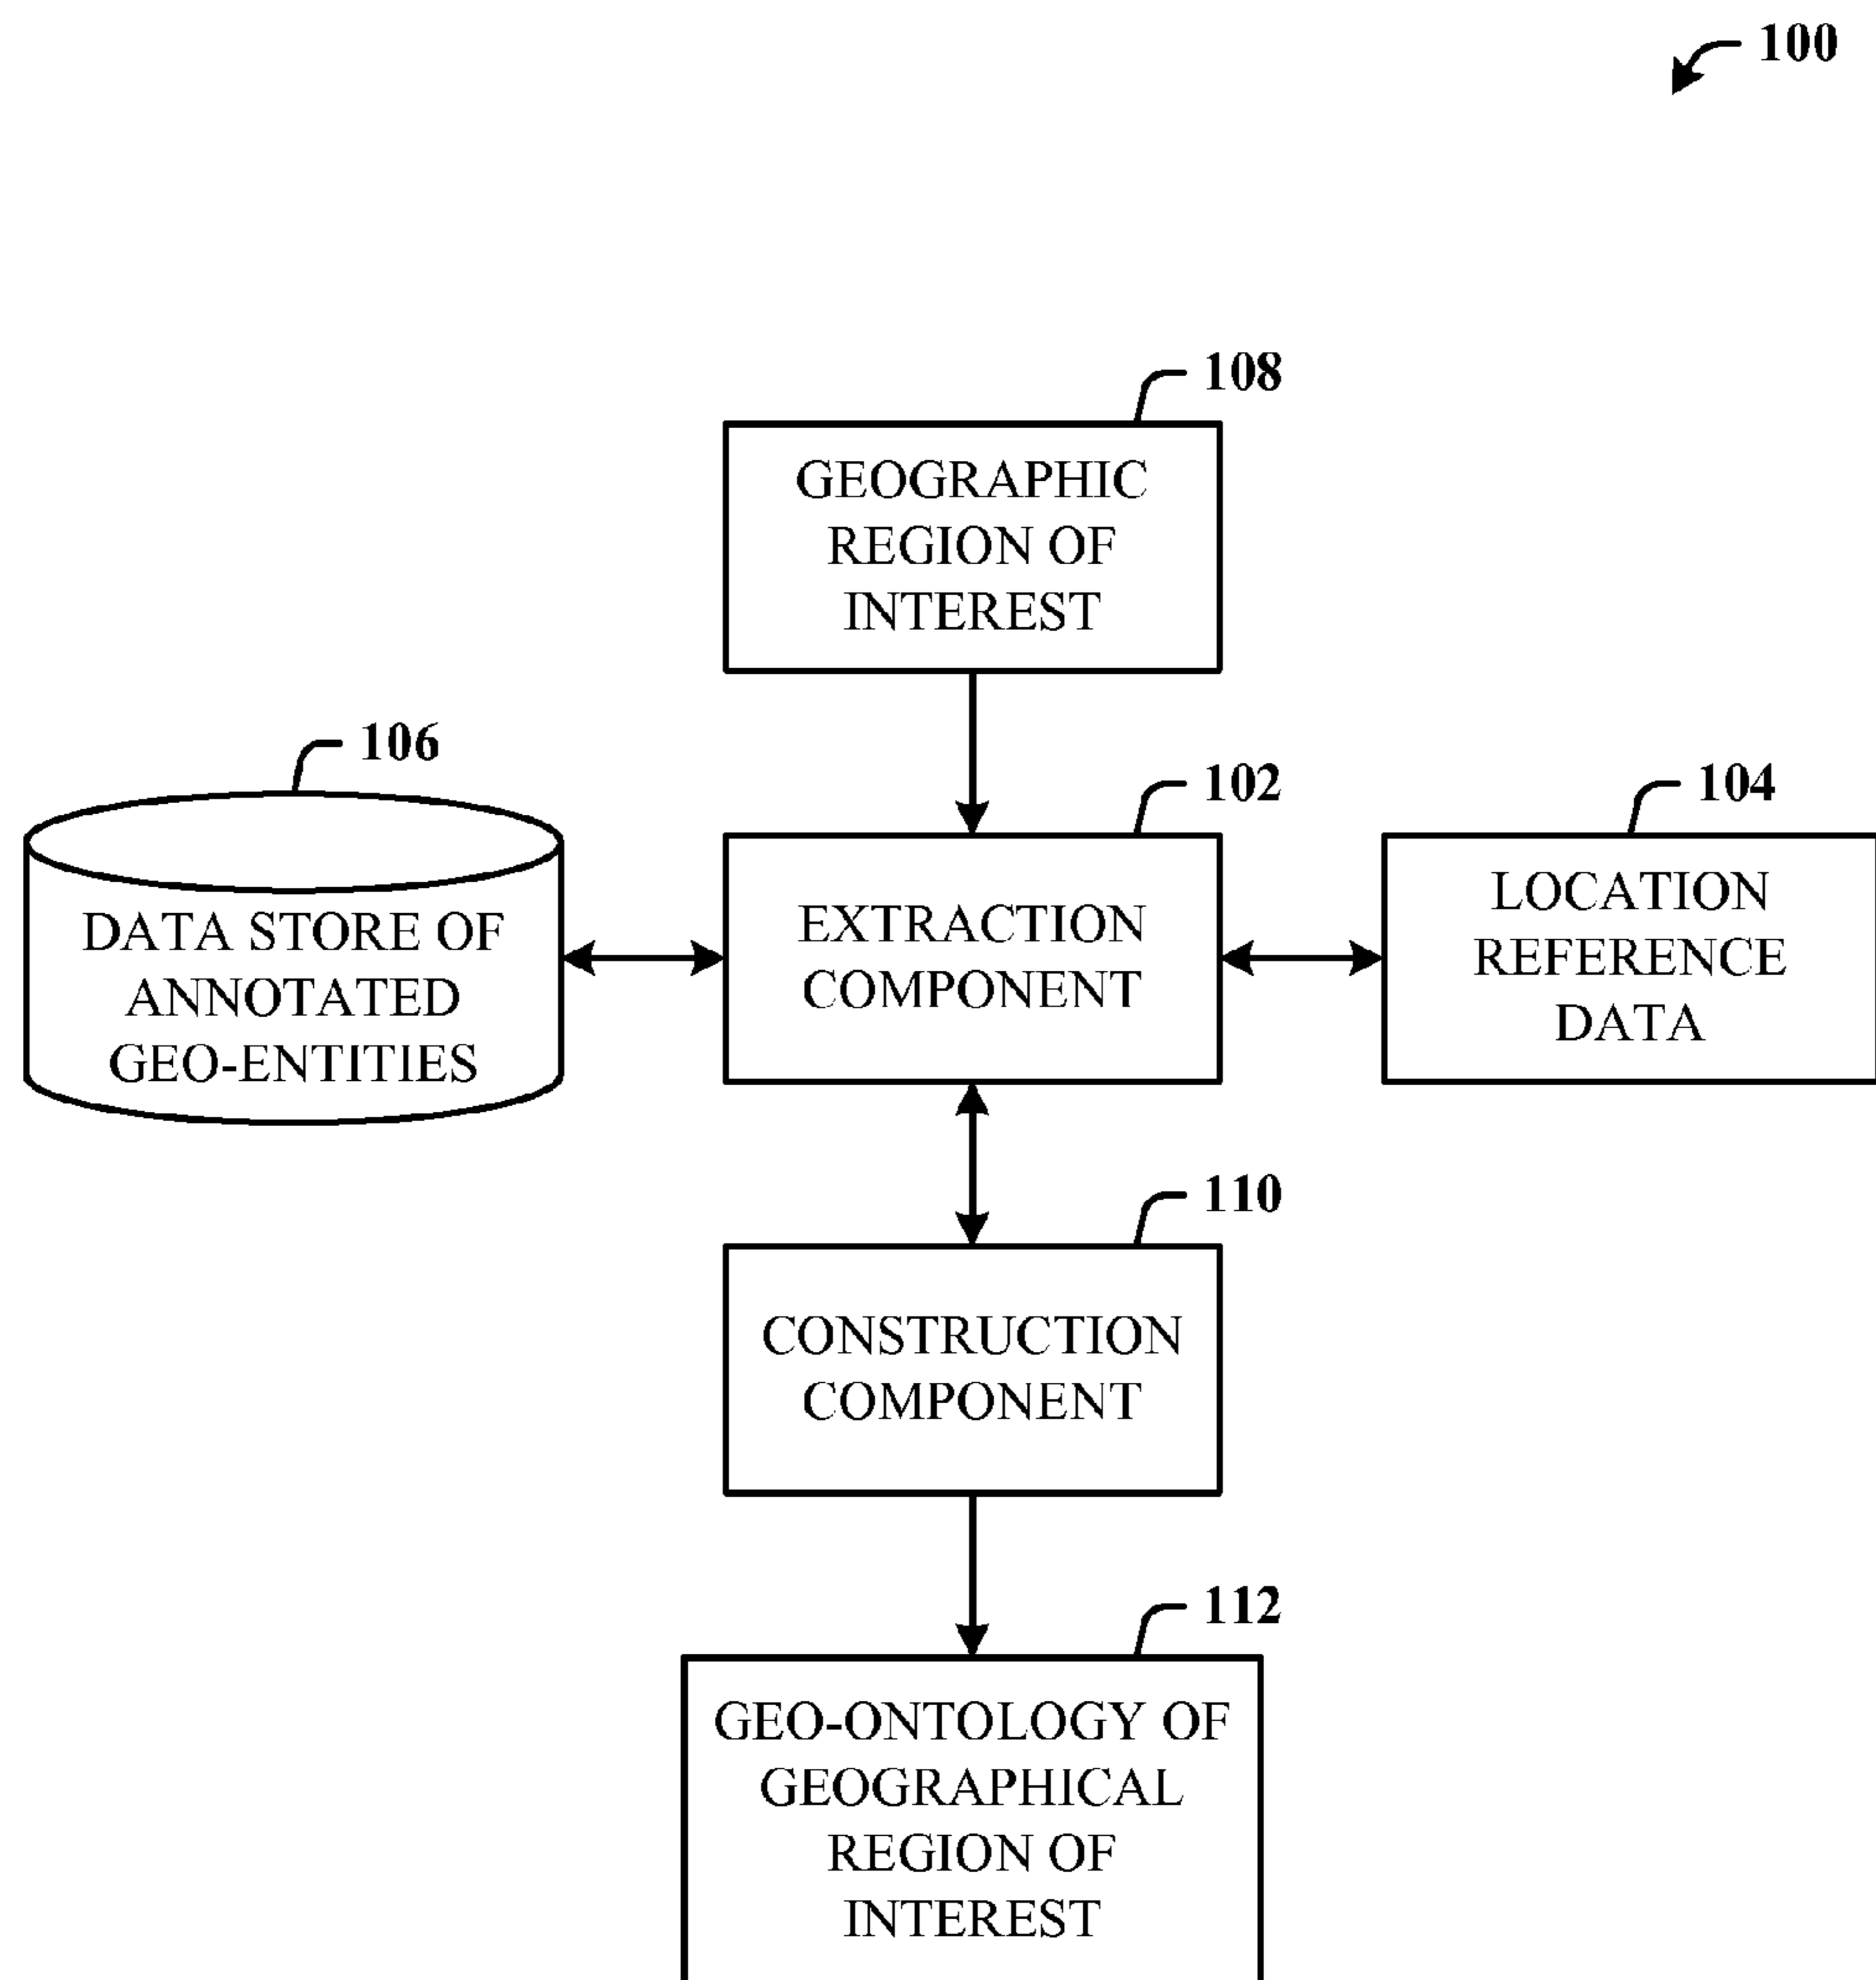 100
108
GEOGRAPHIC
REGION OF
INTEREST
106
DATA STORE OF
ANNOTATED
GEO-ENTITIES
102
EXTRACTION
COMPONENT
104
LOCATION
REFERENCE
DATA
110
CONSTRUCTION
COMPONENT
112
GEO-ONTOLOGY OF
GEOGRAPHICAL
REGION OF
INTEREST